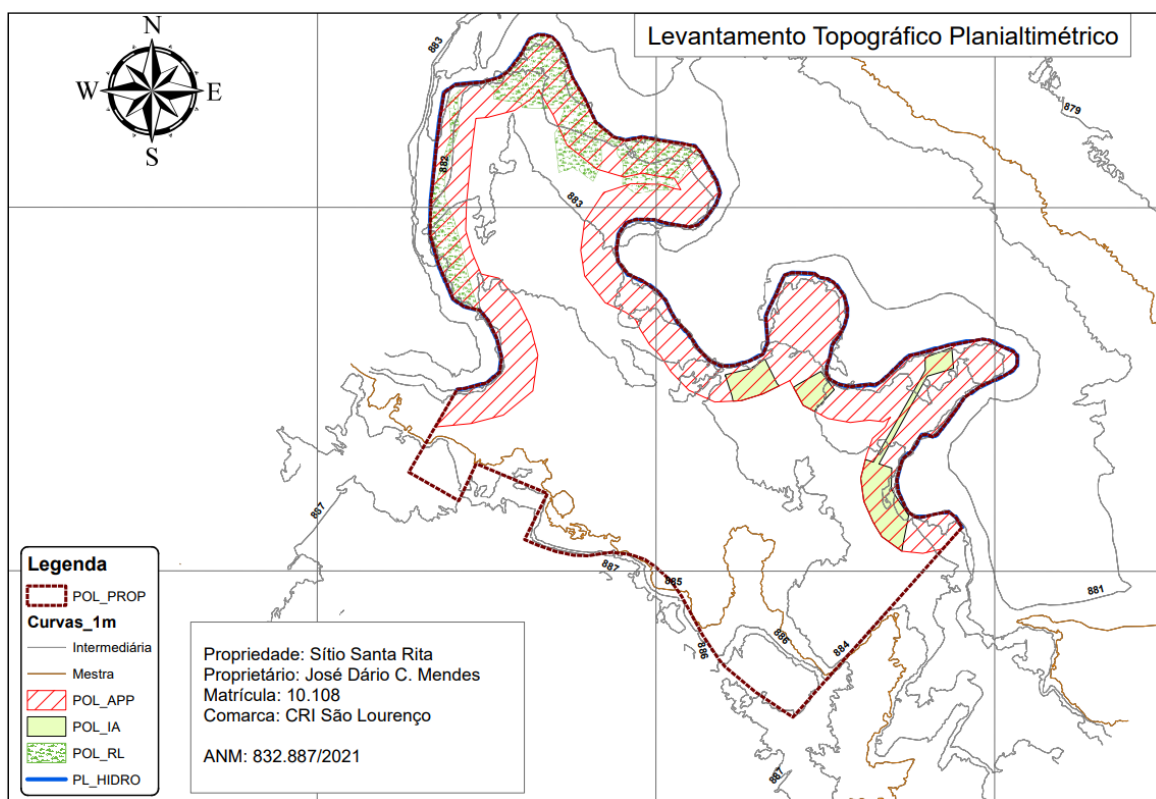 Levantamento Topográfico Planialtimétrico
N
W E
S
883
879
882
883
887
887
885
886
886
884
881
887
Legenda
POL_PROP
Curvas_1m
Intermediária
Mestra
POL_APP
POL_IA
POL_RL
PL_HIDRO
Propriedade: Sítio Santa Rita
Proprietário: José Dário C. Mendes
Matrícula: 10.108
Comarca: CRI São Lourenço
ANM: 832.887/2021